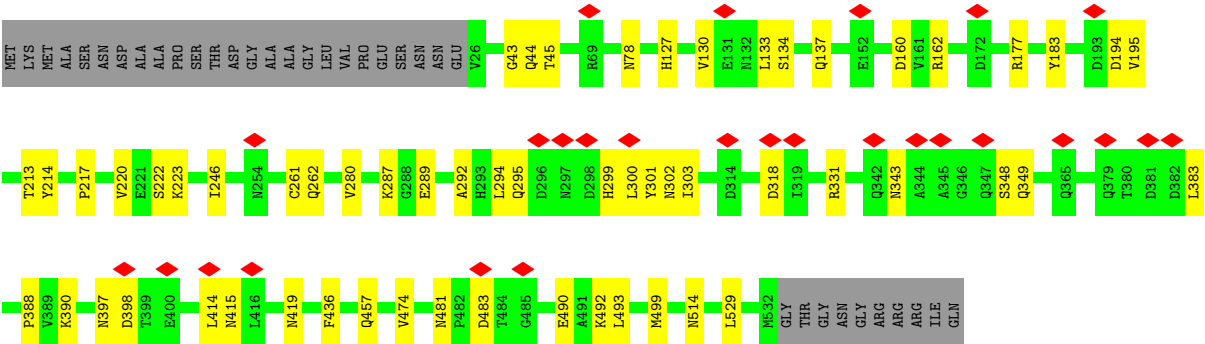 MET LYS MET ALA SER ASN ASP ALA ALA PRO SER THR ASP GLY ALA ALA GLY LEU VAL PRO GLU SER ASN ASN GLU V26 G43 Q44 T45 R69 N78 H127 V130 E131 N132 L133 S134 Q137 E152 D160 V161 R162 D172 R177 Y183 D193 D194 V195
T213 Y214 P217 V220 E221 S222 K223 I246 N254 C261 Q262 V280 K287 G288 E289 A292 H293 L294 Q295 D296 N297 D298 H299 L300 Y301 N302 I303 D314 D318 I319 R331 Q342 N343 A344 A345 G346 Q347 S348 Q349 Q365 Q379 T380 D381 D382 L383
P388 V389 K390 N397 D398 T399 E400 L414 N415 L416 N419 F436 Q457 V474 N481 P482 D483 T484 G485 E490 A491 K492 L493 M499 N514 L529 M532 GLY THR GLY ASN GLY ARG ARG ARG ILE GLN